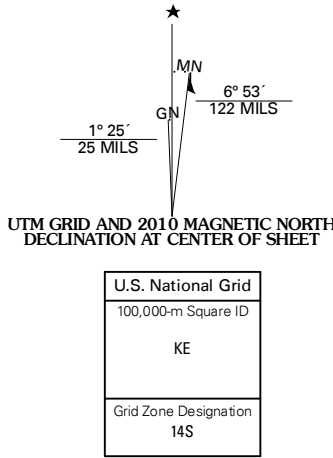 ★
MN
GN
6° 53´
122 MILS
1° 25´
25 MILS
UTM GRID AND 2010 MAGNETIC NORTH
DECLINATION AT CENTER OF SHEET
U.S. National Grid
100,000-m Square ID
KE
Grid Zone Designation
14S